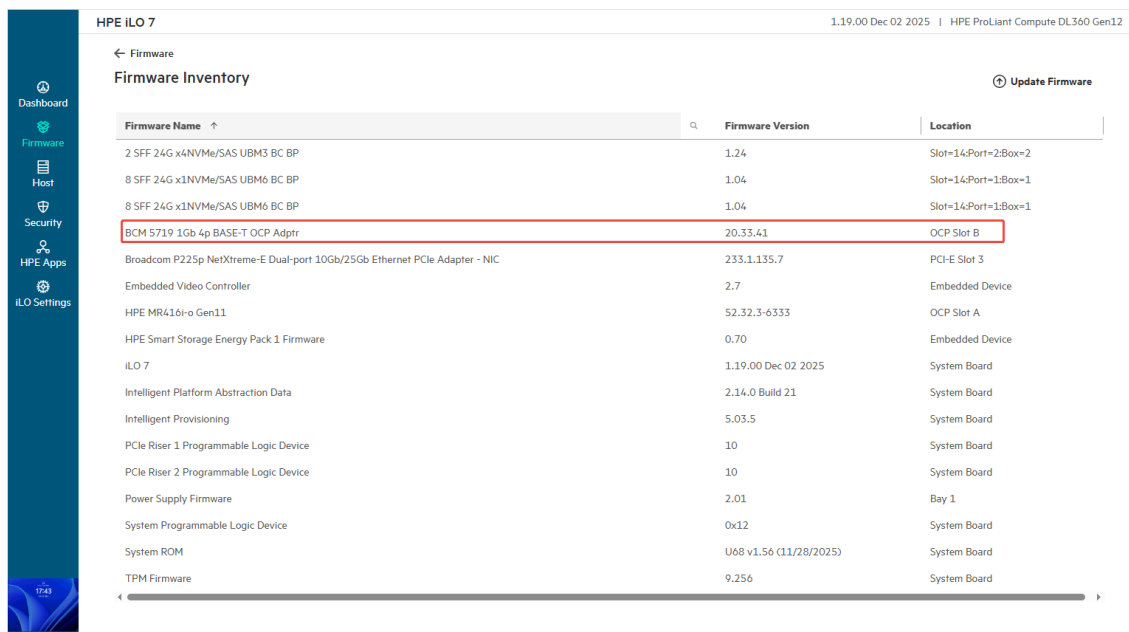 HPE iLO 7
1.19.00 Dec 02 2025 | HPE ProLiant Compute DL360 Gen12
Firmware
Firmware Inventory
Update Firmware
Dashboard
Firmware
Host
Security
HPE Apps
iLO Settings
Firmware Name Firmware Version Location
2 SFF 24G x4NVMe/SAS UBM3 BC BP 1.24 Slot=14:Port=2:Box=2
8 SFF 24G x1NVMe/SAS UBM6 BC BP 1.04 Slot=14:Port=1:Box=1
8 SFF 24G x1NVMe/SAS UBM6 BC BP 1.04 Slot=14:Port=1:Box=1
BCM 5719 1Gb 4p BASE-T OCP Adptr 20.33.41 OCP Slot B
Broadcom P225p NetXtreme-E Dual-port 10Gb/25Gb Ethernet PCIe Adapter - NIC 233.1.135.7 PCI-E Slot 3
Embedded Video Controller 2.7 Embedded Device
HPE MR416i-o Gen11 52.32.3-6333 OCP Slot A
HPE Smart Storage Energy Pack 1 Firmware 0.70 Embedded Device
iLO 7 1.19.00 Dec 02 2025 System Board
Intelligent Platform Abstraction Data 2.14.0 Build 21 System Board
Intelligent Provisioning 5.03.5 System Board
PCIe Riser 1 Programmable Logic Device 10 System Board
PCIe Riser 2 Programmable Logic Device 10 System Board
Power Supply Firmware 2.01 Bay 1
System Programmable Logic Device 0x12 System Board
System ROM U68 v1.56 (11/28/2025) System Board
TPM Firmware 9.256 System Board
17:43